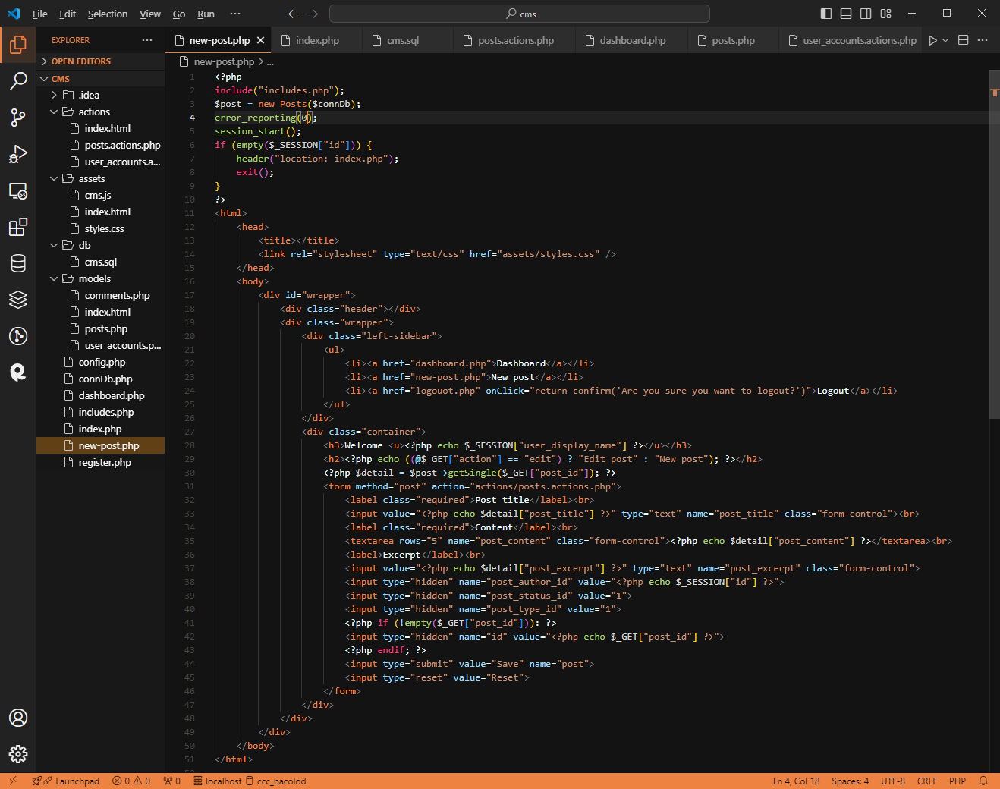 File Edit Selection View Go Run ··· cms
EXPLORER ···
OPEN EDITORS
CMS
.idea
actions
index.html
posts.actions.php
user_accounts.a...
assets
cms.js
index.html
styles.css
db
cms.sql
models
comments.php
index.html
posts.php
user_accounts.p...
config.php
connDb.php
dashboard.php
includes.php
index.php
new-post.php
register.php
new-post.php index.php cms.sql posts.actions.php dashboard.php posts.php user_accounts.actions.php ···
new-post.php > ...
1 <?php
2 include("includes.php");
3 $post = new Posts($connDb);
4 error_reporting(0);
5 session_start();
6 if (empty($_SESSION["id"])) {
7 header("location: index.php");
8 exit();
9 }
10 ?>
11 <html>
12 <head>
13 <title></title>
14 <link rel="stylesheet" type="text/css" href="assets/styles.css" />
15 </head>
16 <body>
17 <div id="wrapper">
18 <div class="header"></div>
19 <div class="wrapper">
20 <div class="left-sidebar">
21 <ul>
22 <li><a href="dashboard.php">Dashboard</a></li>
23 <li><a href="new-post.php">New post</a></li>
24 <li><a href="logouot.php" onClick="return confirm('Are you sure you want to logout?')">Logout</a></li>
25 </ul>
26 </div>
27 <div class="container">
28 <h3>Welcome <u><?php echo $_SESSION["user_display_name"] ?></u></h3>
29 <h2><?php echo ((@$_GET["action"] == "edit") ? "Edit post" : "New post"); ?></h2>
30 <?php $detail = $post->getSingle($_GET["post_id"]); ?>
31 <form method="post" action="actions/posts.actions.php">
32 <label class="required">Post title</label><br>
33 <input value="<?php echo $detail["post_title"] ?>" type="text" name="post_title" class="form-control"><br>
34 <label class="required">Content</label><br>
35 <textarea rows="5" name="post_content" class="form-control"><?php echo $detail["post_content"] ?></textarea><br>
36 <label>Excerpt</label><br>
37 <input value="<?php echo $detail["post_excerpt"] ?>" type="text" name="post_excerpt" class="form-control">
38 <input type="hidden" name="post_author_id" value="<?php echo $_SESSION["id"] ?>">
39 <input type="hidden" name="post_status_id" value="1">
40 <input type="hidden" name="post_type_id" value="1">
41 <?php if (!empty($_GET["post_id"])): ?>
42 <input type="hidden" name="id" value="<?php echo $_GET["post_id"] ?>">
43 <?php endif; ?>
44 <input type="submit" value="Save" name="post">
45 <input type="reset" value="Reset">
46 </form>
47 </div>
48 </div>
49 </div>
50 </body>
51 </html>
Launchpad 0 0 0 localhost ccc_bacolod Ln 4, Col 18 Spaces: 4 UTF-8 CRLF PHP